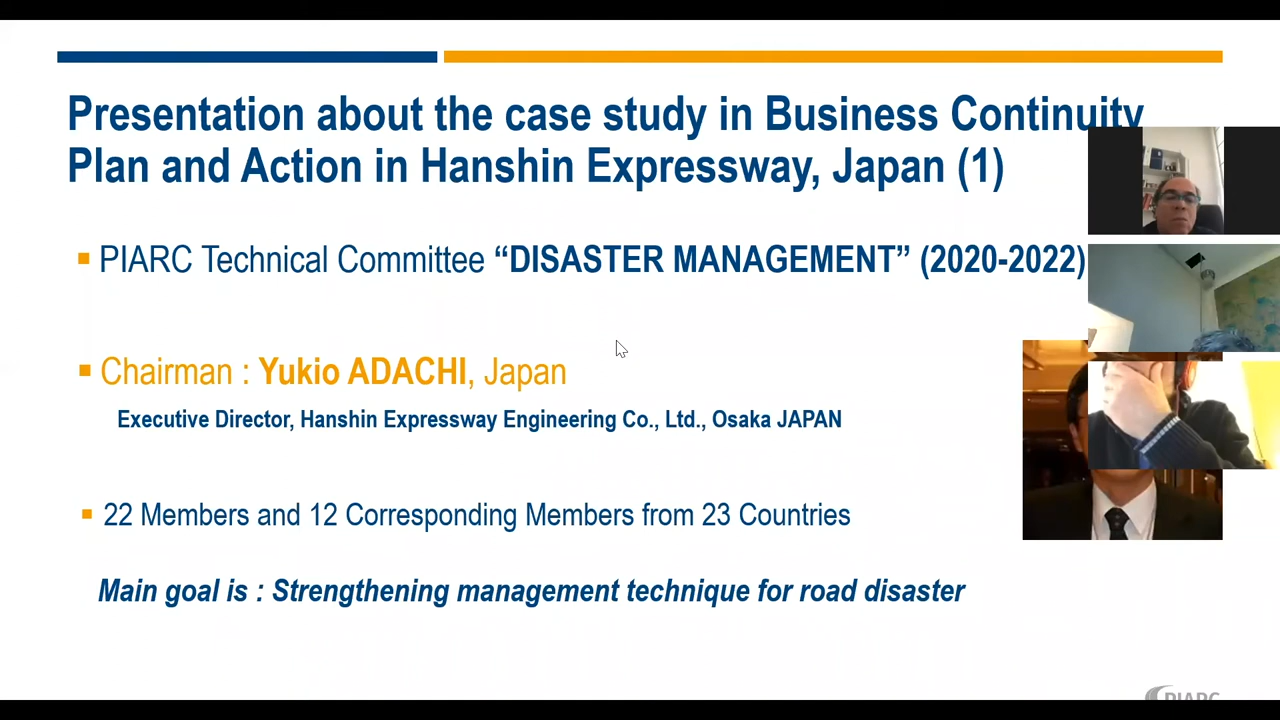 Presentation about the case study in Business Continuity
Plan and Action in Hanshin Expressway, Japan (1)
PIARC Technical Committee “DISASTER MANAGEMENT” (2020-2022)
Chairman : Yukio ADACHI, Japan
Executive Director, Hanshin Expressway Engineering Co., Ltd., Osaka JAPAN
22 Members and 12 Corresponding Members from 23 Countries
Main goal is : Strengthening management technique for road disaster
PIARC